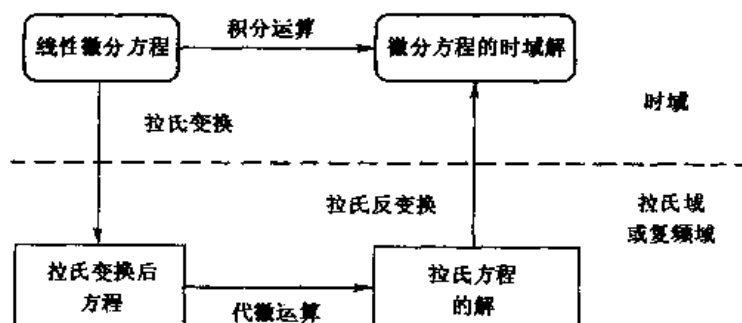 线性微分方程
积分运算
微分方程的时域解
时域
拉氏变换
拉氏反变换
拉氏域
或复频域
拉氏变换后
方程
代数运算
拉氏方程
的解